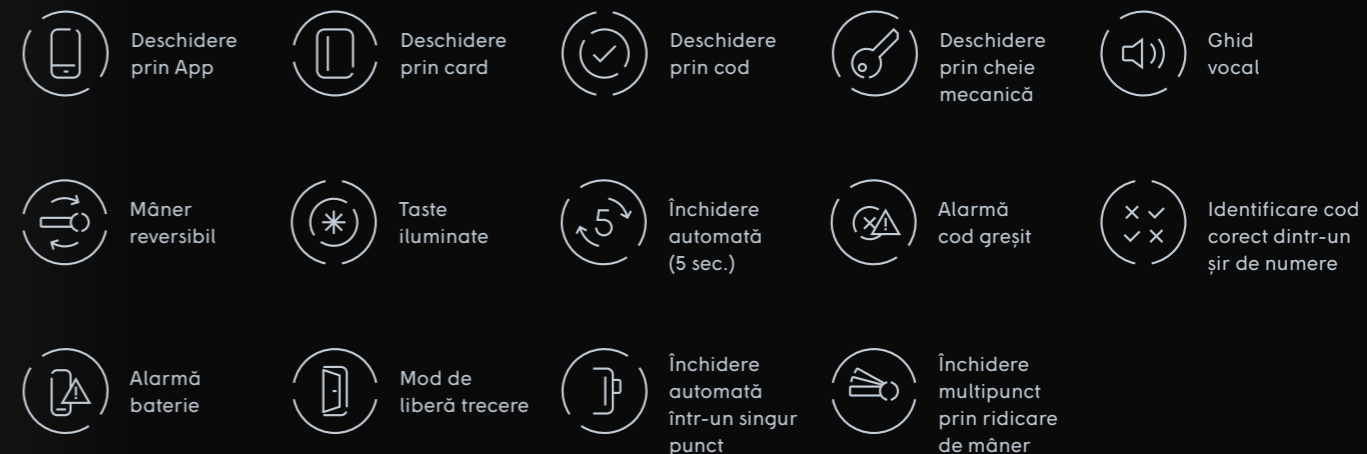 Deschidere
prin App
Deschidere
prin card
Deschidere
prin cod
Deschidere
prin cheie
mecanică
Ghid
vocal
Mâner
reversibil
Taste
iluminate
5
Închidere
automată
(5 sec.)
Alarmă
cod greșit
Identificare cod
corect dintr-un
șir de numere
Alarmă
baterie
Mod de
liberă trecere
Închidere
automată
într-un singur
punct
Închidere
multipunct
prin ridicare
de mâner